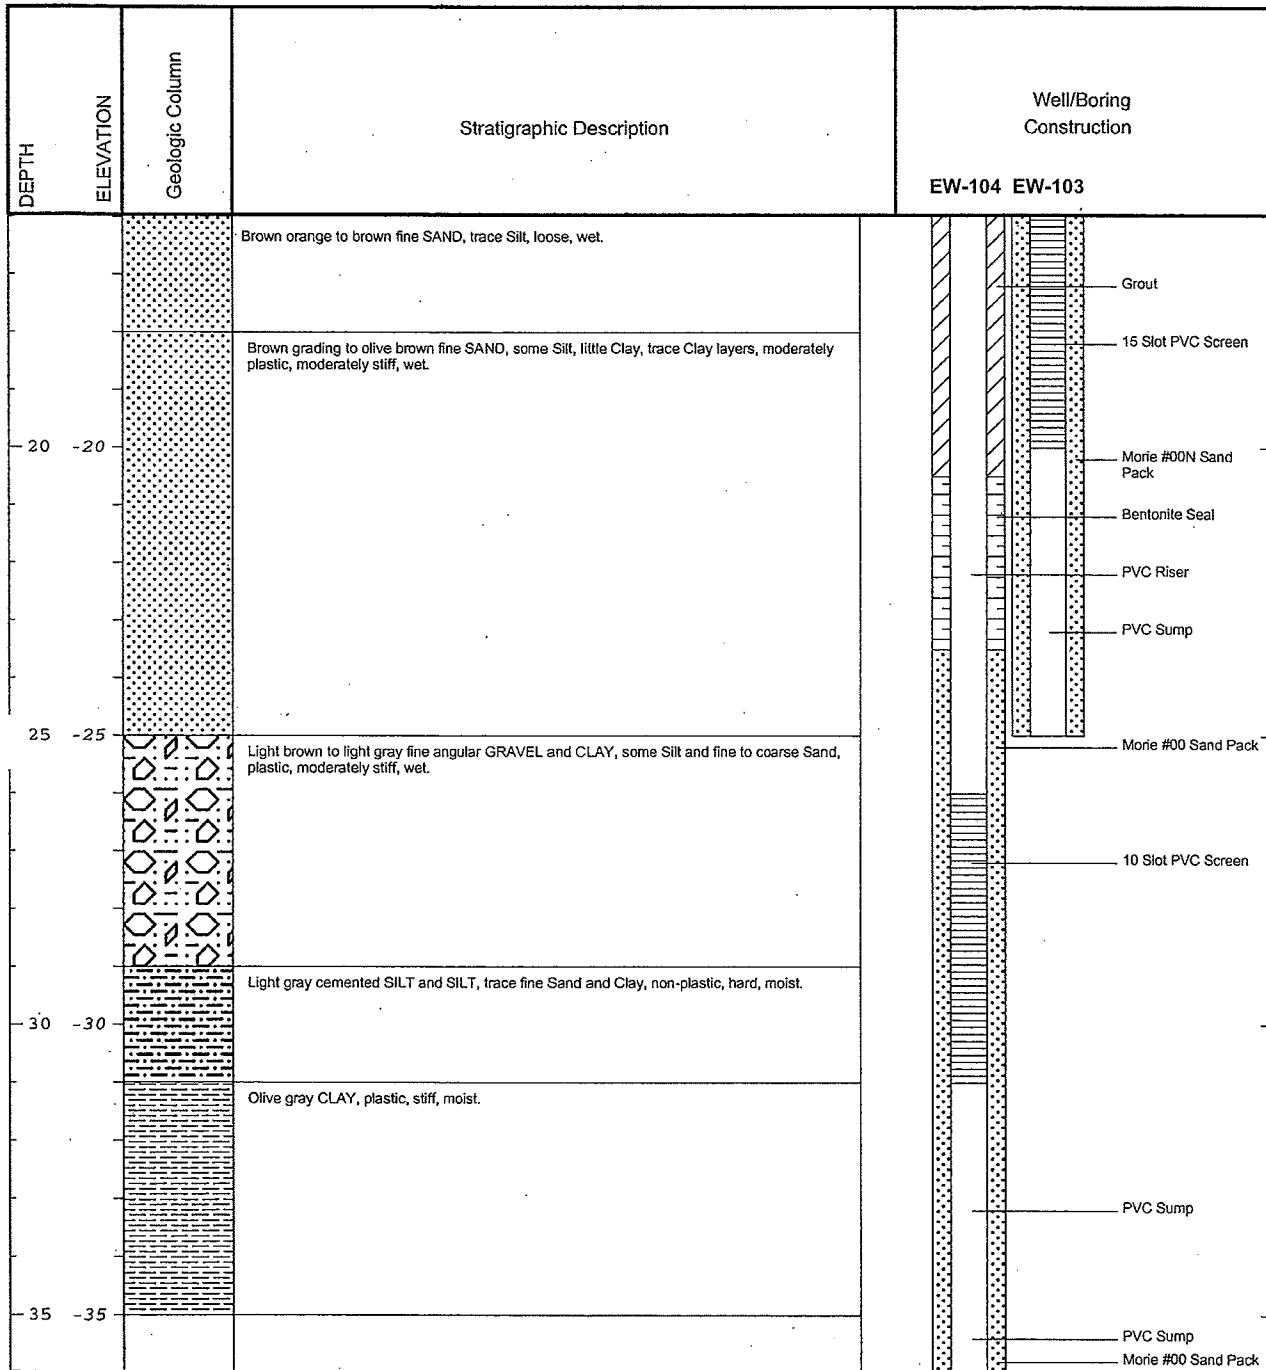 DEPTH
ELEVATION
Geologic Column
Stratigraphic Description
Well/Boring
Construction
EW-104 EW-103
Brown orange to brown fine SAND, trace Silt, loose, wet.
Grout
Brown grading to olive brown fine SAND, some Silt, little Clay, trace Clay layers, moderately
plastic, moderately stiff, wet.
15 Slot PVC Screen
20 -20
Morie #00N Sand
Pack
Bentonite Seal
PVC Riser
PVC Sump
25 -25
Light brown to light gray fine angular GRAVEL and CLAY, some Silt and fine to coarse Sand,
plastic, moderately stiff, wet.
Morie #00 Sand Pack
10 Slot PVC Screen
Light gray cemented SILT and SILT, trace fine Sand and Clay, non-plastic, hard, moist.
30 -30
Olive gray CLAY, plastic, stiff, moist.
PVC Sump
35 -35
PVC Sump
Morie #00 Sand Pack